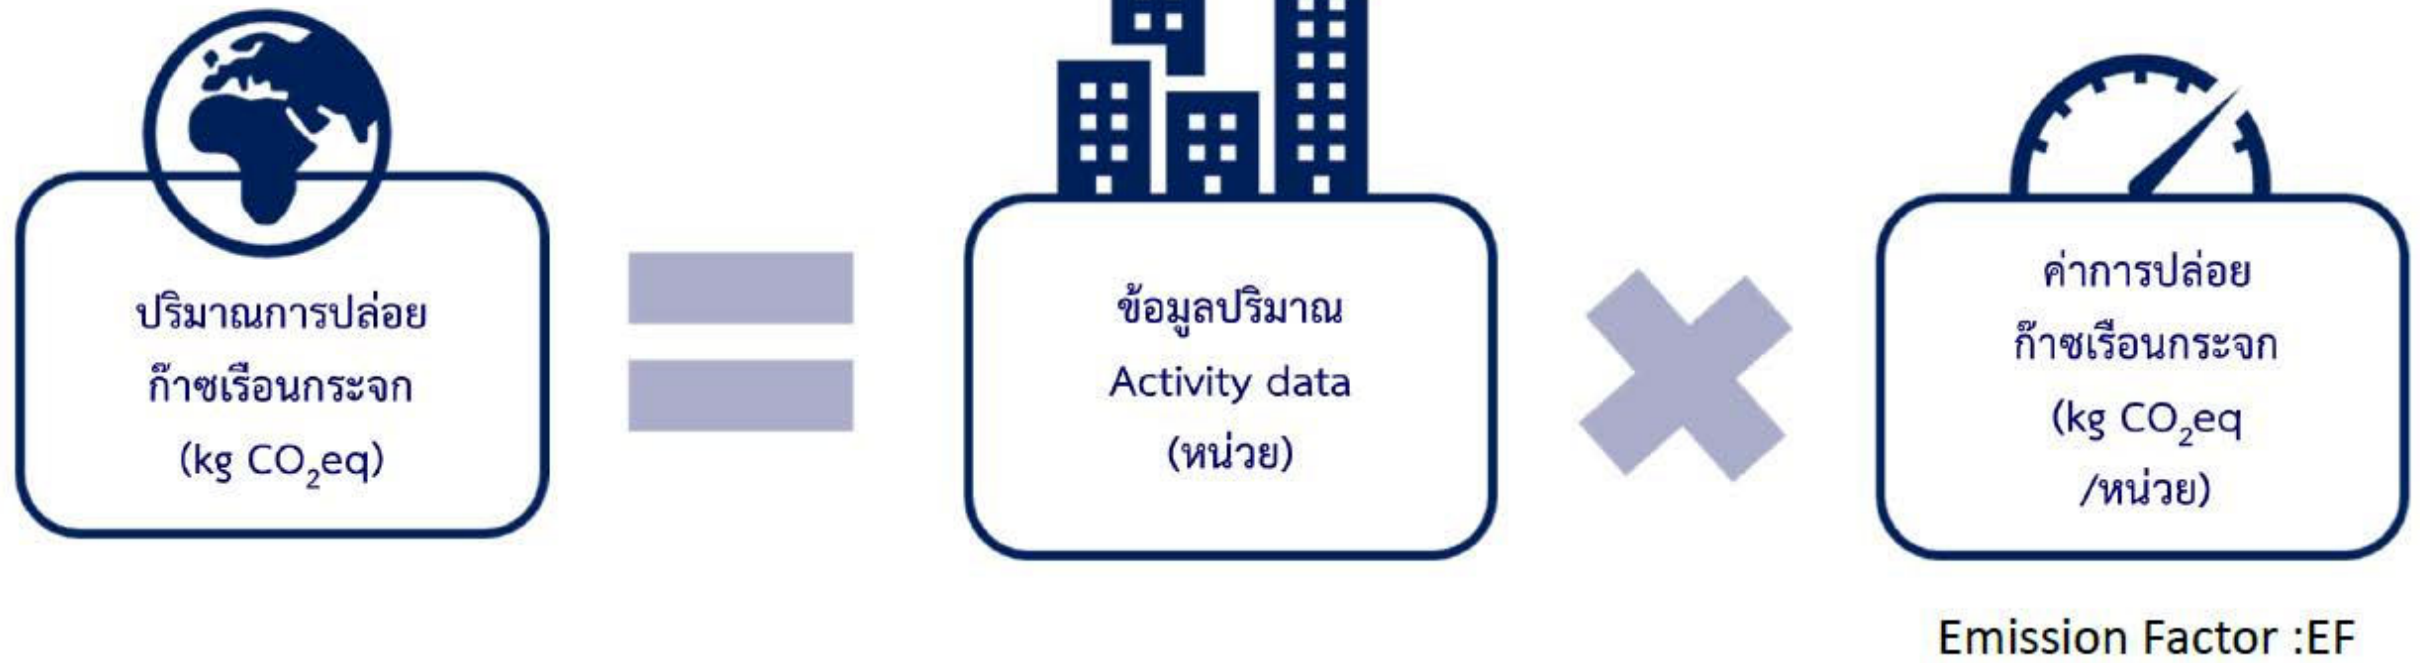 ปริมาณการปล่อย
ก๊าซเรือนกระจก
(kg CO₂eq)
ข้อมูลปริมาณ
Activity data
(หน่วย)
ค่าการปล่อย
ก๊าซเรือนกระจก
(kg CO₂eq
/หน่วย)
Emission Factor :EF